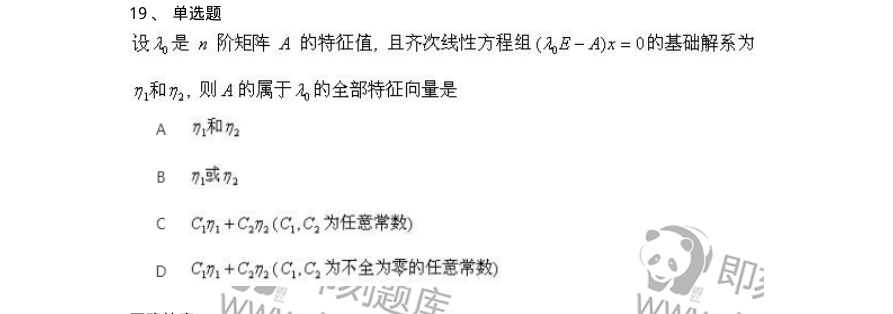 19 、 单选题
设 λ₀ 是 n 阶矩阵 A 的特征值, 且齐次线性方程组 (λ₀E − A)x = 0 的基础解系为
η₁和η₂, 则 A 的属于 λ₀ 的全部特征向量是
A η₁和η₂
B η₁或η₂
C C₁η₁ + C₂η₂ (C₁, C₂ 为任意常数)
D C₁η₁ + C₂η₂ (C₁, C₂ 为不全为零的任意常数)